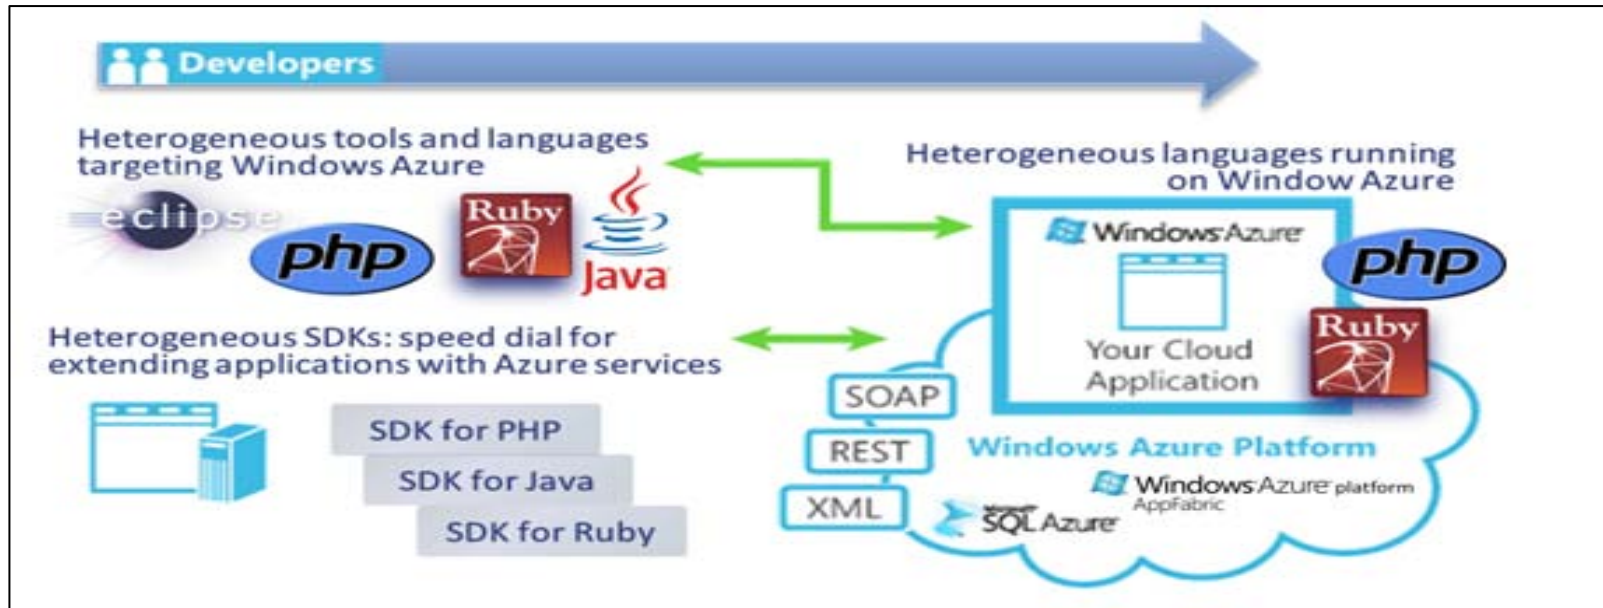 Developers
Heterogeneous tools and languages
targeting Windows Azure
eclipse
php
Ruby
Java
Heterogeneous languages running
on Window Azure
Windows Azure
php
Ruby
Your Cloud
Application
Heterogeneous SDKs: speed dial for
extending applications with Azure services
SDK for PHP
SDK for Java
SDK for Ruby
SOAP
REST
XML
Windows Azure Platform
Windows Azure platform
AppFabric
SQL Azure